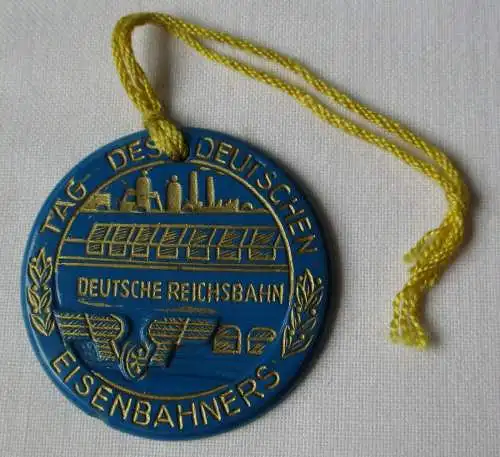 TAG DES DEUTSCHEN
DEUTSCHE REICHSBAHN
EISENBAHNERS